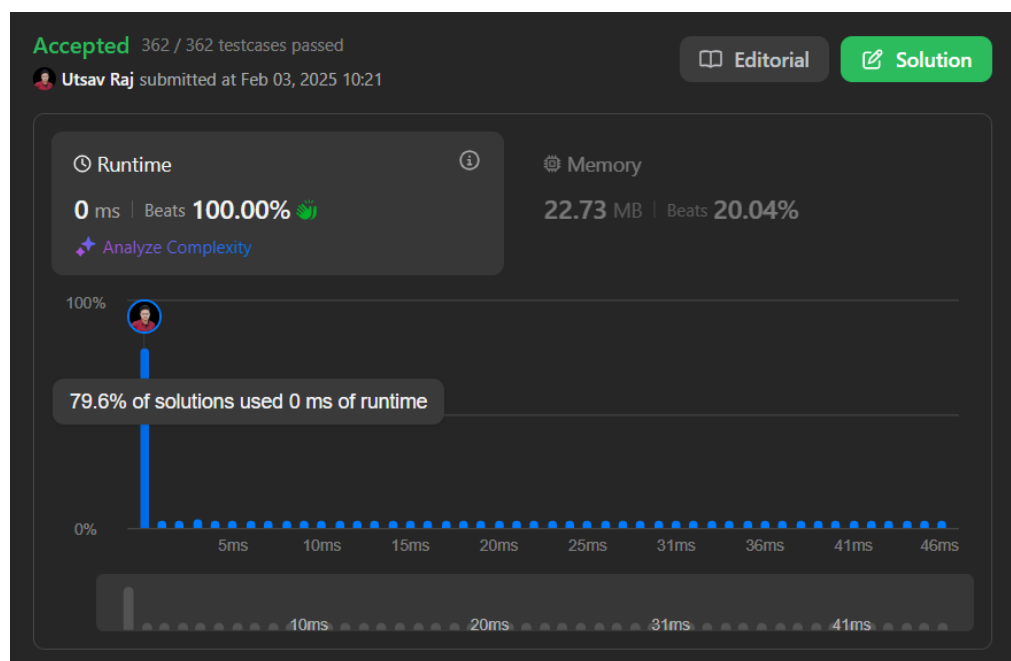 Accepted 362 / 362 testcases passed
Editorial
Solution
Utsav Raj submitted at Feb 03, 2025 10:21
Runtime
0 ms | Beats 100.00%
Analyze Complexity
Memory
22.73 MB | Beats 20.04%
100%
79.6% of solutions used 0 ms of runtime
0%
5ms 10ms 15ms 20ms 25ms 31ms 36ms 41ms 46ms
10ms 20ms 31ms 41ms